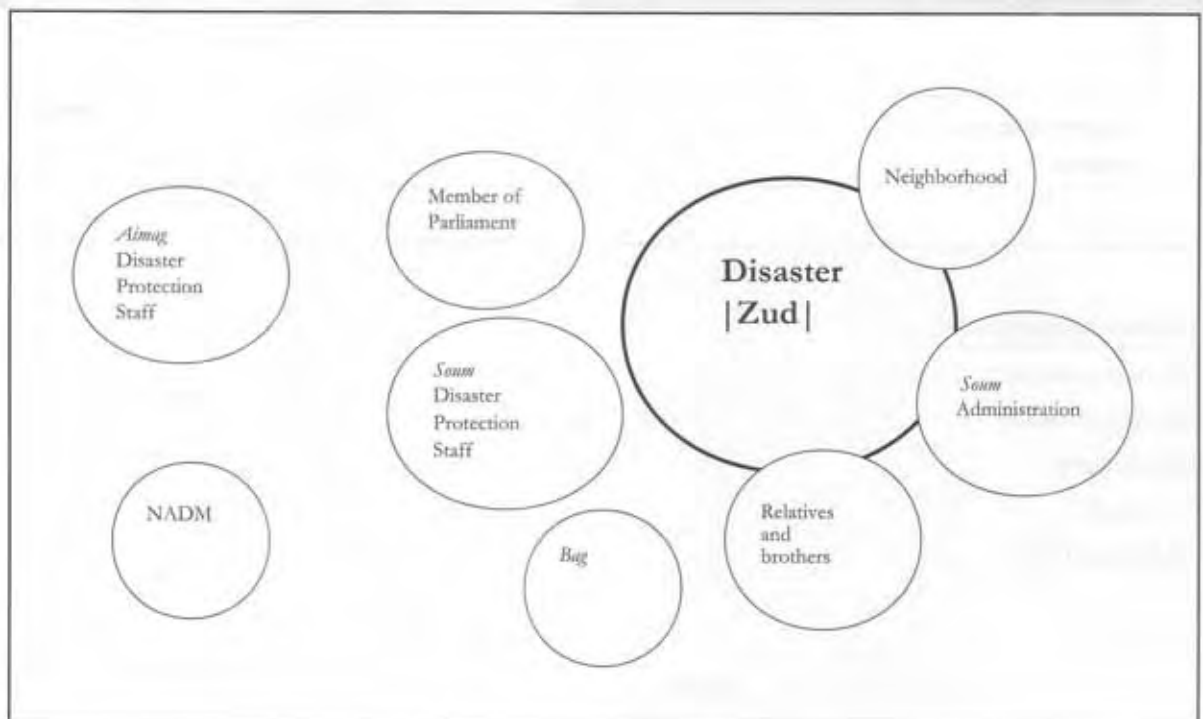 Neighborhood
Member of
Parliament
Aimag
Disaster
Protection
Staff
Disaster
|Zud|
Soum
Disaster
Protection
Staff
Soum
Administration
NADM
Relatives
and
brothers
Bag